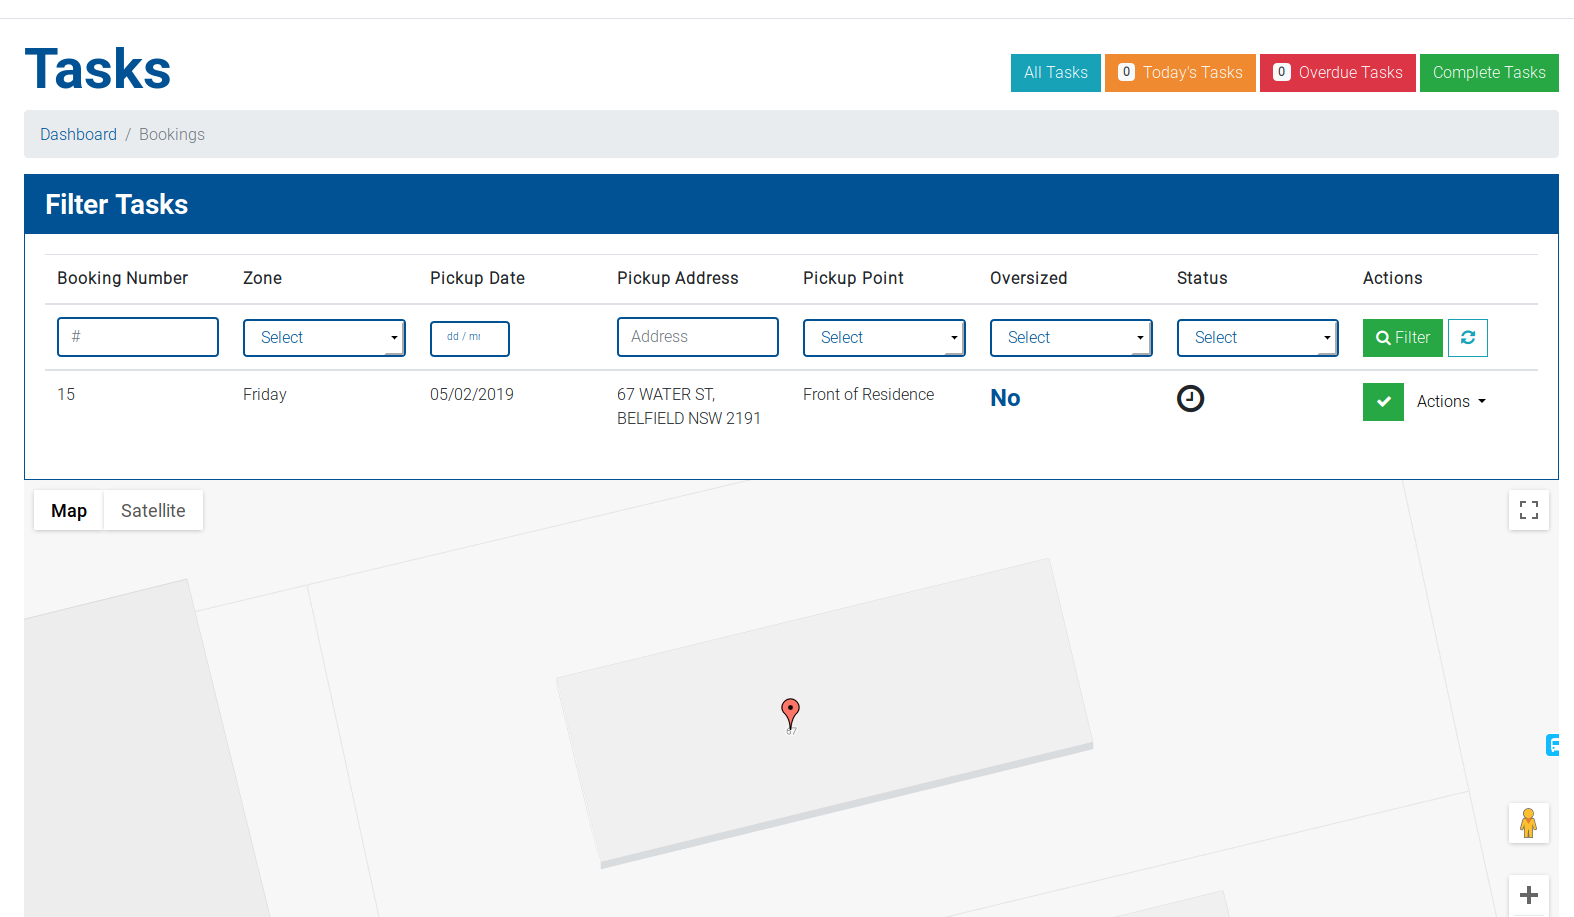 Tasks
All Tasks
0 Today's Tasks
0 Overdue Tasks
Complete Tasks
Dashboard / Bookings
Filter Tasks
Booking Number Zone Pickup Date Pickup Address Pickup Point Oversized Status Actions
# Select dd / mm Address Select Select Select Filter
15 Friday 05/02/2019 67 WATER ST, Front of Residence No Actions
BELFIELD NSW 2191
Map Satellite
67